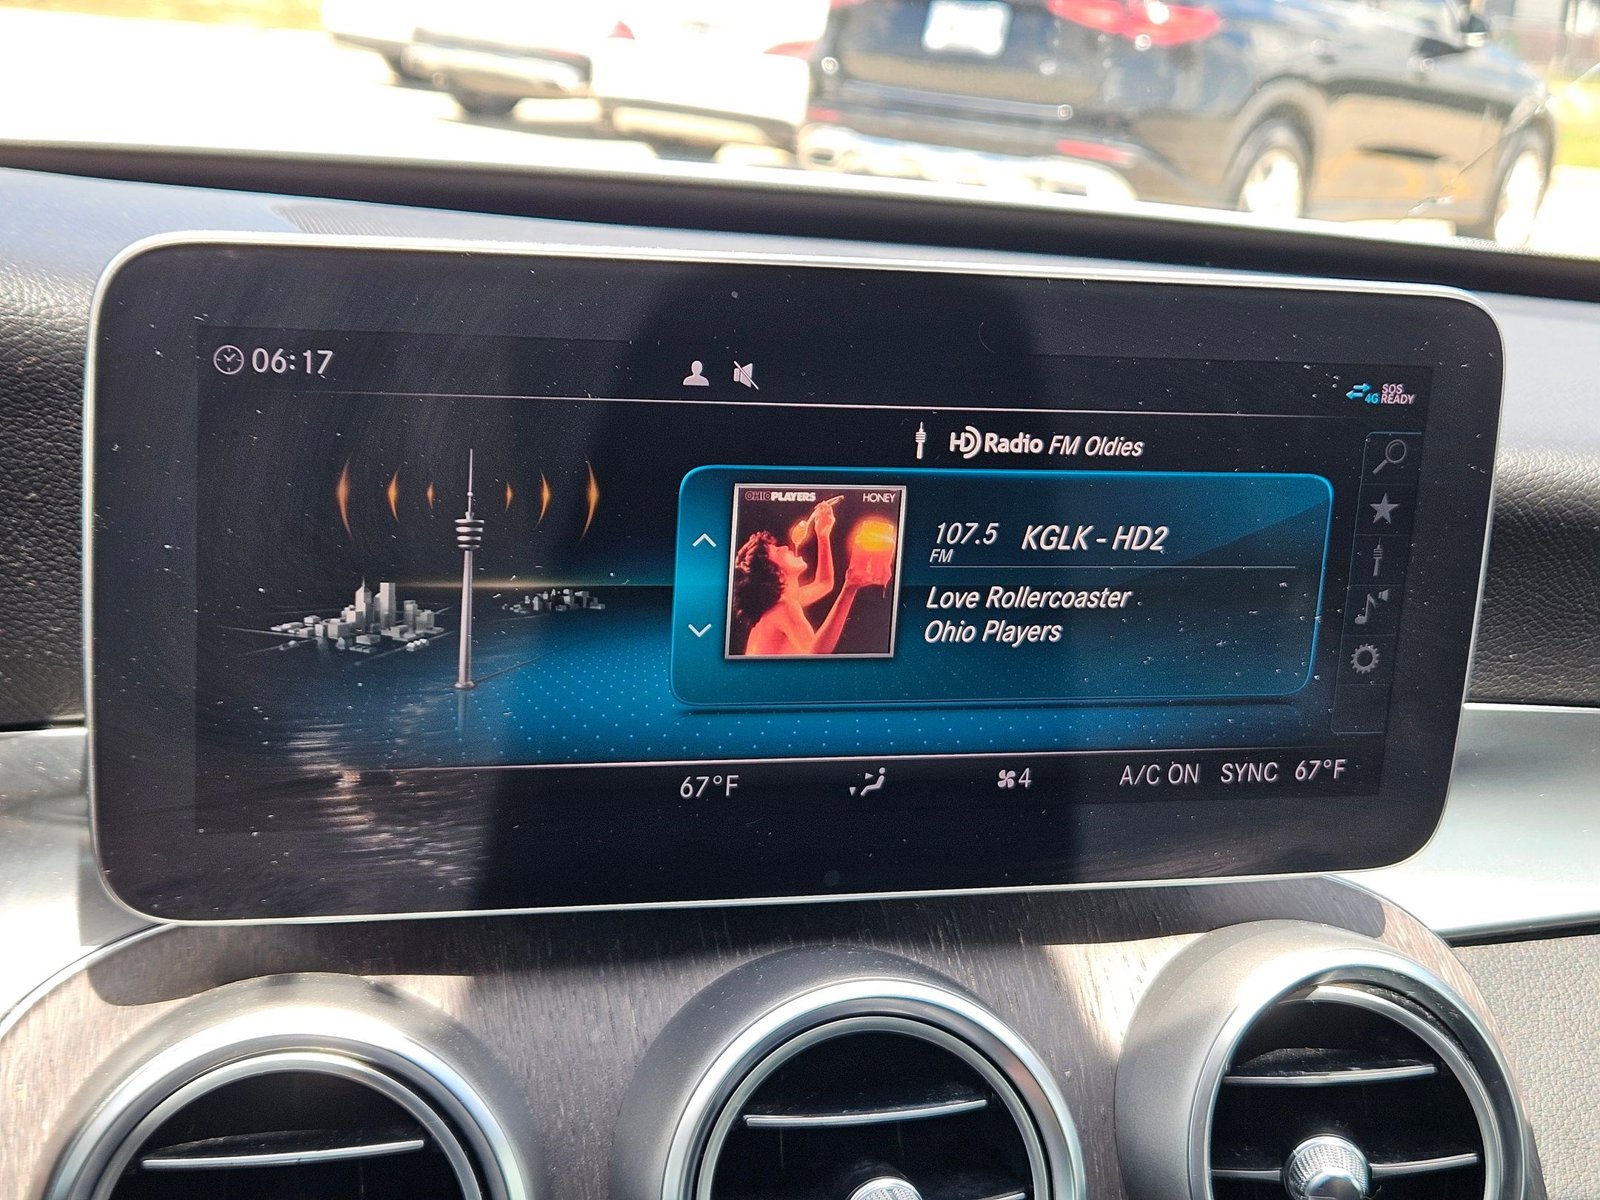 06:17
4G SOS
READY
HD Radio FM Oldies
OHIO PLAYERS HONEY
107.5 KGLK - HD2
FM
Love Rollercoaster
Ohio Players
67°F 4 A/C ON SYNC 67°F